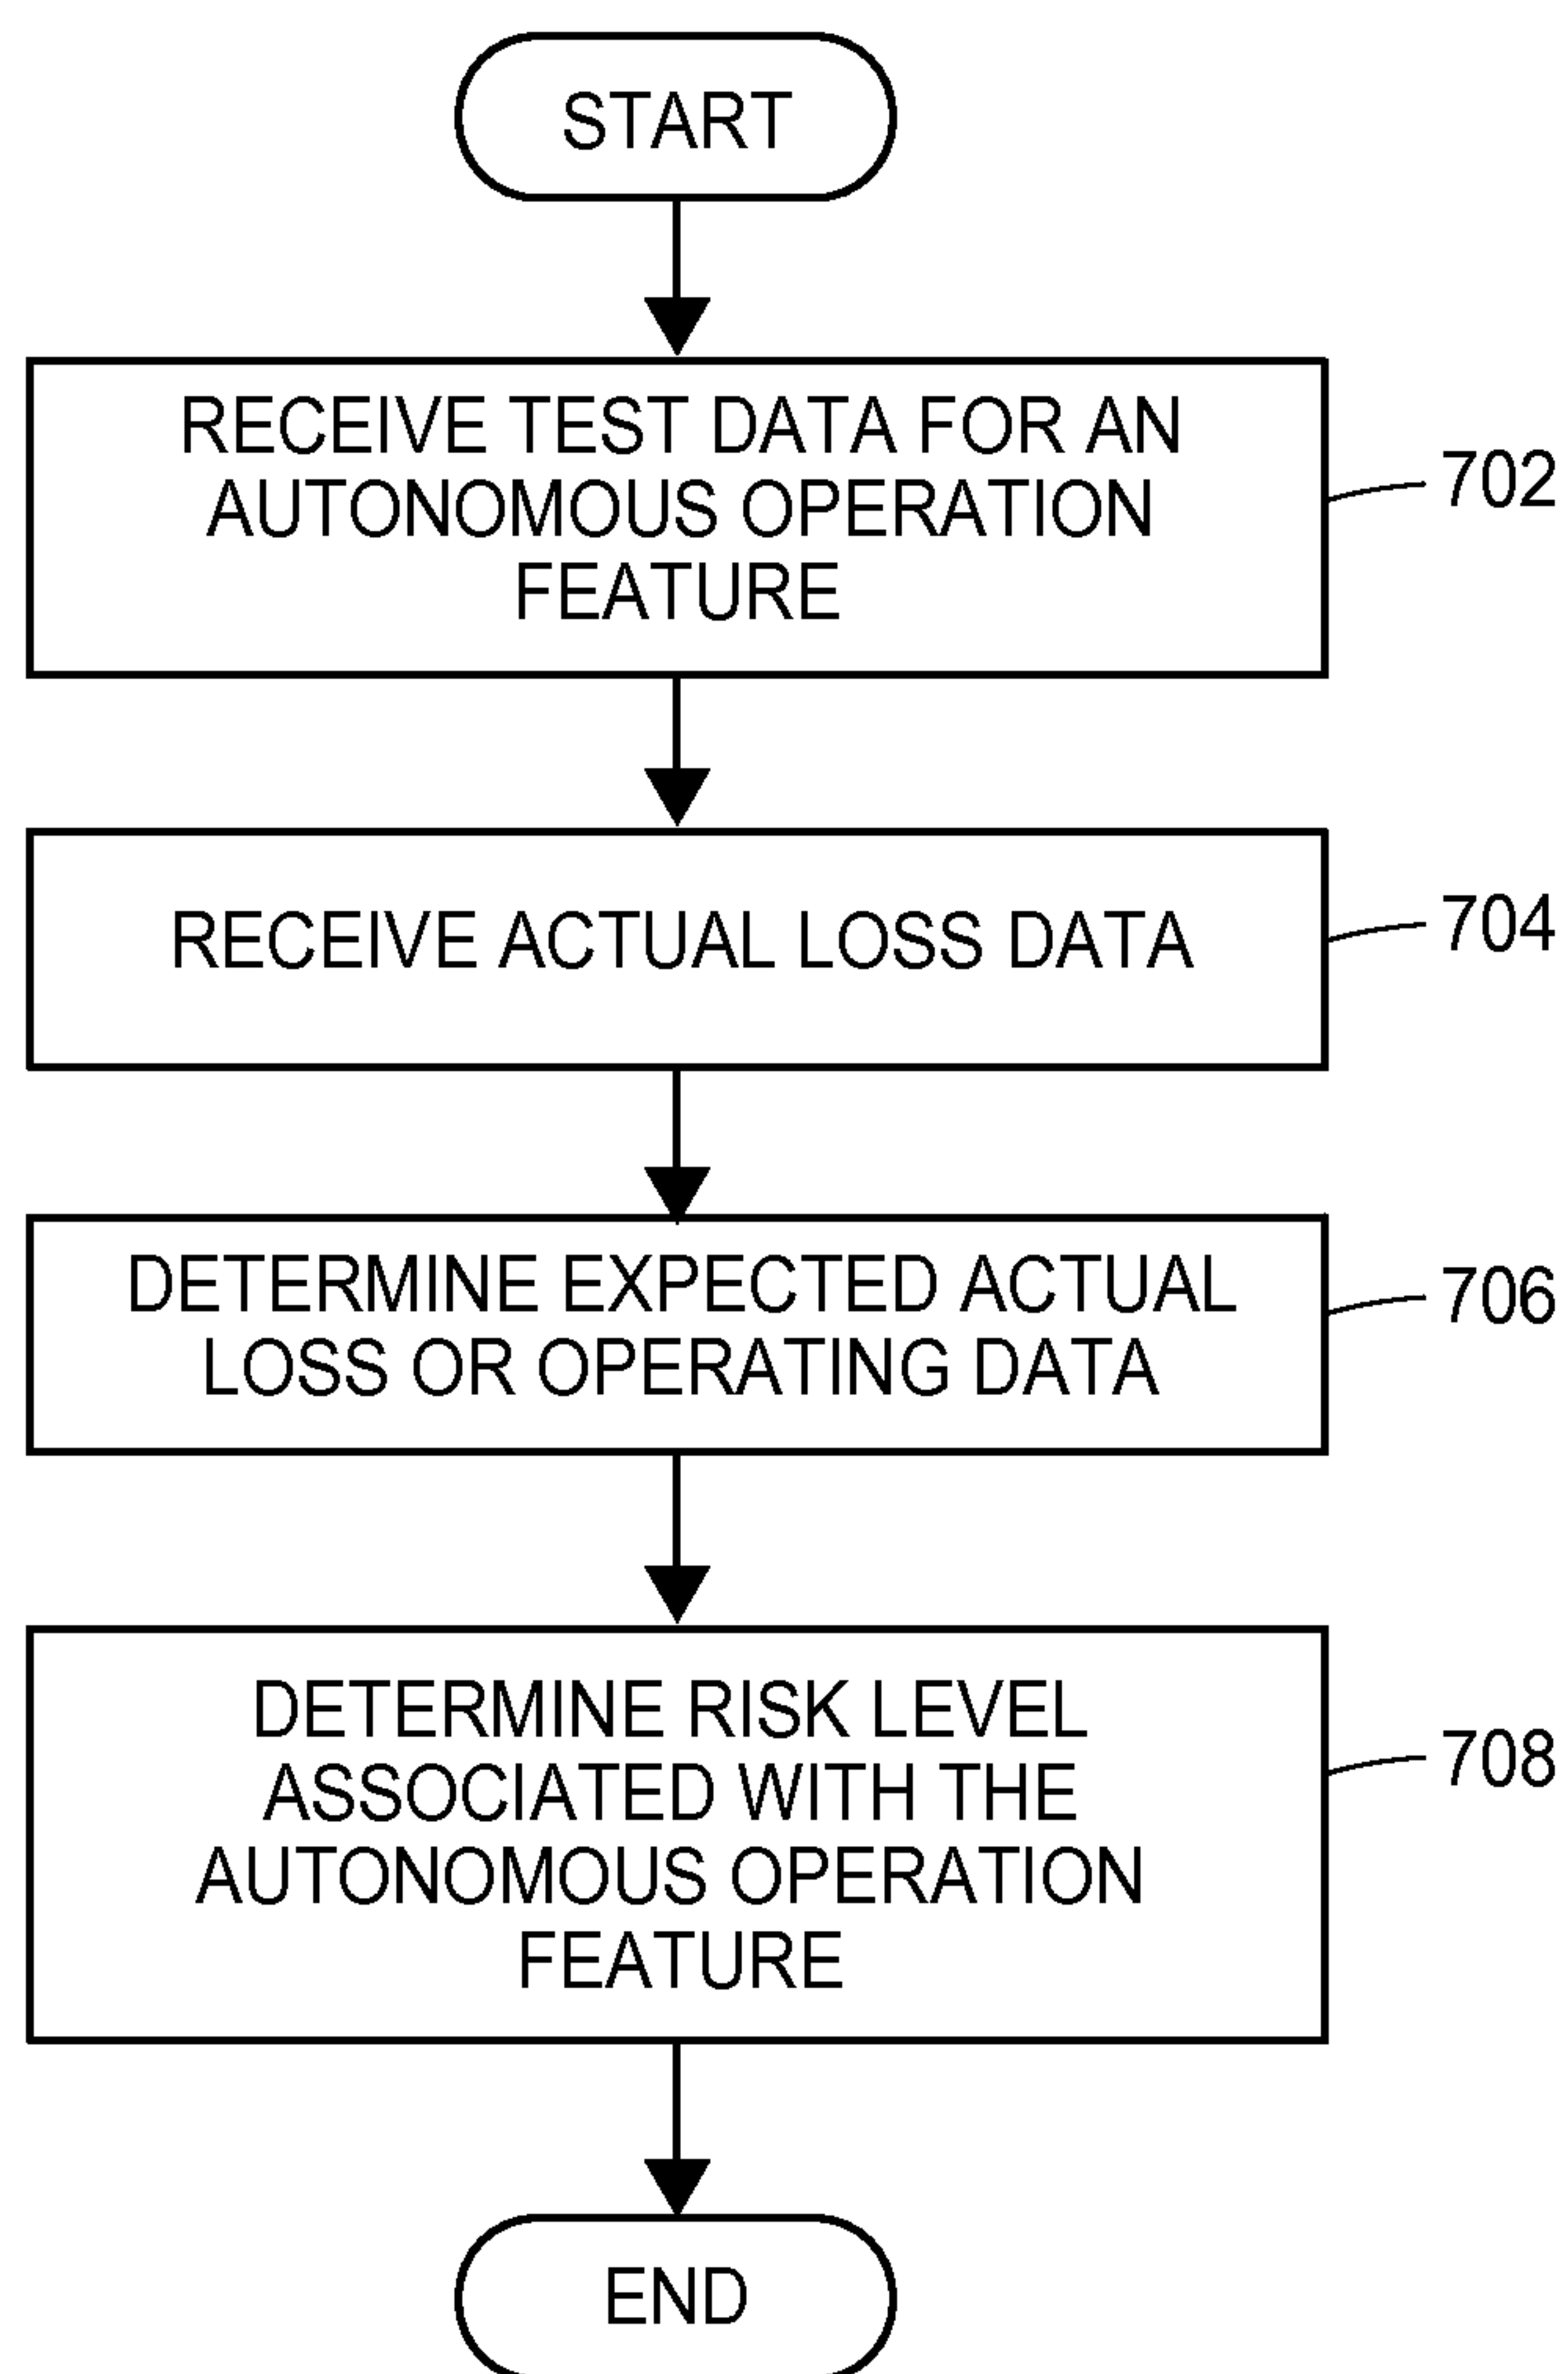 START
RECEIVE TEST DATA FOR AN
AUTONOMOUS OPERATION
FEATURE
702
RECEIVE ACTUAL LOSS DATA
704
DETERMINE EXPECTED ACTUAL
LOSS OR OPERATING DATA
706
DETERMINE RISK LEVEL
ASSOCIATED WITH THE
AUTONOMOUS OPERATION
FEATURE
708
END